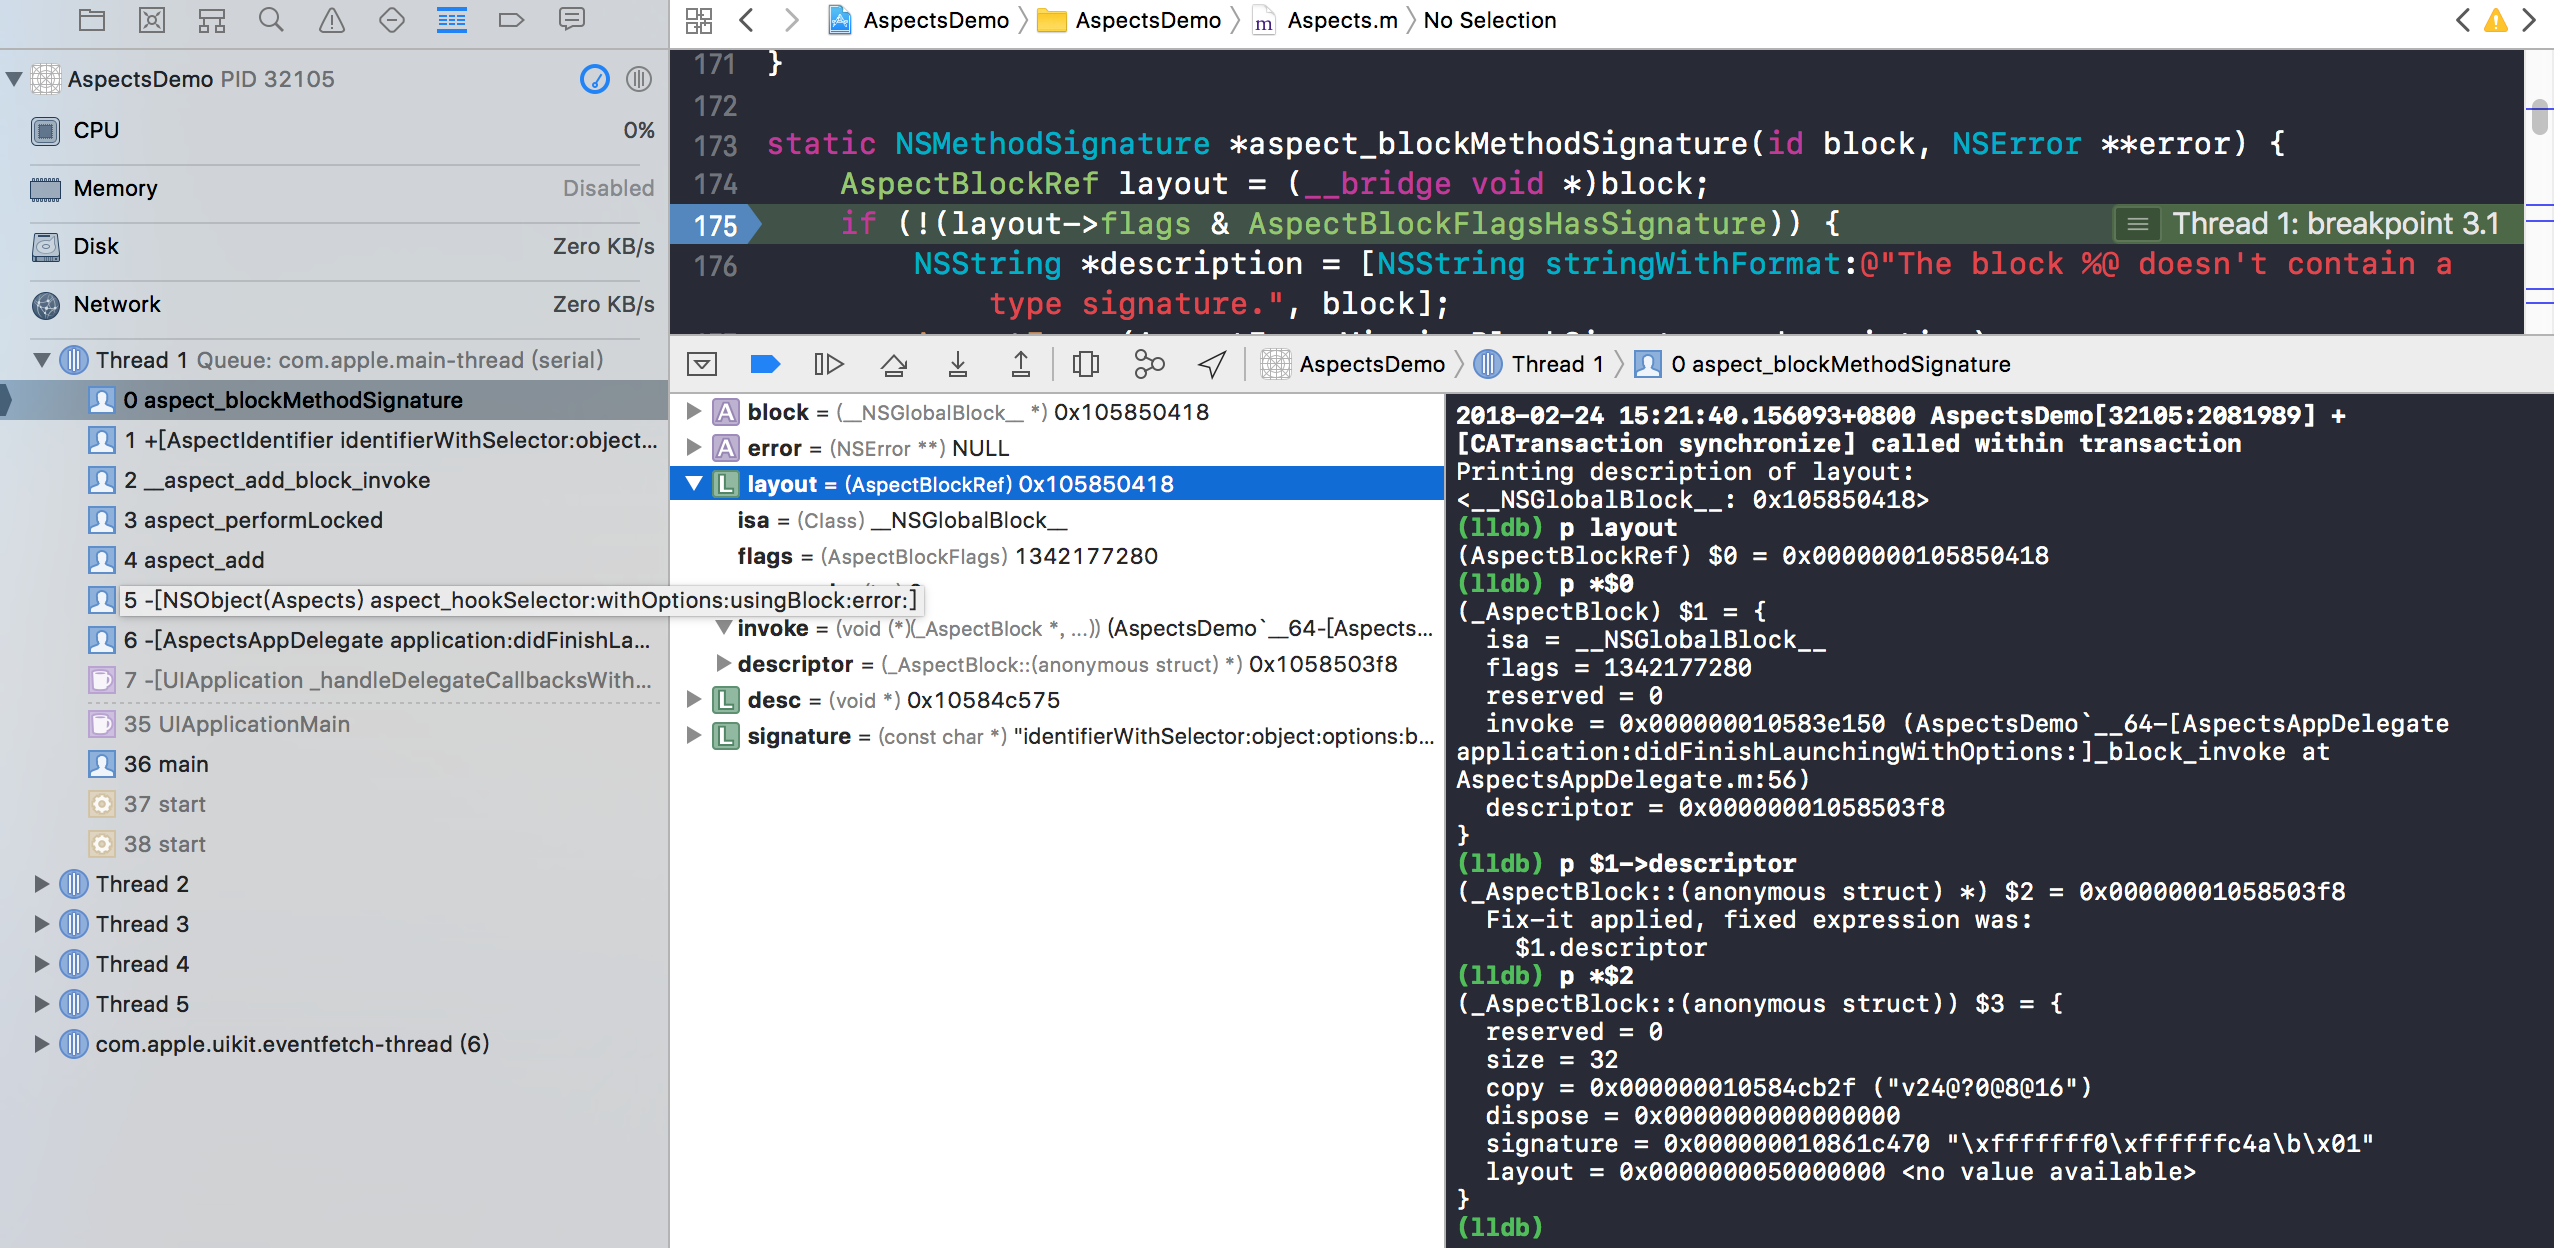 AspectsDemo PID 32105
CPU 0%
Memory Disabled
Disk Zero KB/s
Network Zero KB/s
Thread 1 Queue: com.apple.main-thread (serial)
0 aspect_blockMethodSignature
1 +[AspectIdentifier identifierWithSelector:object...
2 __aspect_add_block_invoke
3 aspect_performLocked
4 aspect_add
5 -[NSObject(Aspects) aspect_hookSelector:withOptions:usingBlock:error:]
6 -[AspectsAppDelegate application:didFinishLa...
7 -[UIApplication _handleDelegateCallbacksWith...
35 UIApplicationMain
36 main
37 start
38 start
Thread 2
Thread 3
Thread 4
Thread 5
com.apple.uikit.eventfetch-thread (6)
AspectsDemo AspectsDemo m Aspects.m No Selection
171 }
172
173 static NSMethodSignature *aspect_blockMethodSignature(id block, NSError **error) {
174 AspectBlockRef layout = (__bridge void *)block;
175 if (!(layout->flags & AspectBlockFlagsHasSignature)) { Thread 1: breakpoint 3.1
176 NSString *description = [NSString stringWithFormat:@"The block %@ doesn't contain a
type signature.", block];
AspectsDemo Thread 1 0 aspect_blockMethodSignature
A block = (__NSGlobalBlock__ *) 0x105850418
A error = (NSError **) NULL
L layout = (AspectBlockRef) 0x105850418
isa = (Class) __NSGlobalBlock__
flags = (AspectBlockFlags) 1342177280
invoke = (void (*)(_AspectBlock *, ...)) (AspectsDemo`__64-[Aspects...
descriptor = (_AspectBlock::(anonymous struct) *) 0x1058503f8
L desc = (void *) 0x10584c575
L signature = (const char *) "identifierWithSelector:object:options:b...
2018-02-24 15:21:40.156093+0800 AspectsDemo[32105:2081989] +
[CATransaction synchronize] called within transaction
Printing description of layout:
<__NSGlobalBlock__: 0x105850418>
(lldb) p layout
(AspectBlockRef) $0 = 0x0000000105850418
(lldb) p *$0
(_AspectBlock) $1 = {
isa = __NSGlobalBlock__
flags = 1342177280
reserved = 0
invoke = 0x000000010583e150 (AspectsDemo`__64-[AspectsAppDelegate
application:didFinishLaunchingWithOptions:]_block_invoke at
AspectsAppDelegate.m:56)
descriptor = 0x00000001058503f8
}
(lldb) p $1->descriptor
(_AspectBlock::(anonymous struct) *) $2 = 0x00000001058503f8
Fix-it applied, fixed expression was:
$1.descriptor
(lldb) p *$2
(_AspectBlock::(anonymous struct)) $3 = {
reserved = 0
size = 32
copy = 0x000000010584cb2f ("v24@?0@8@16")
dispose = 0x0000000000000000
signature = 0x000000010861c470 "\xfffffff0\xffffffc4a\b\x01"
layout = 0x0000000050000000 <no value available>
}
(lldb)